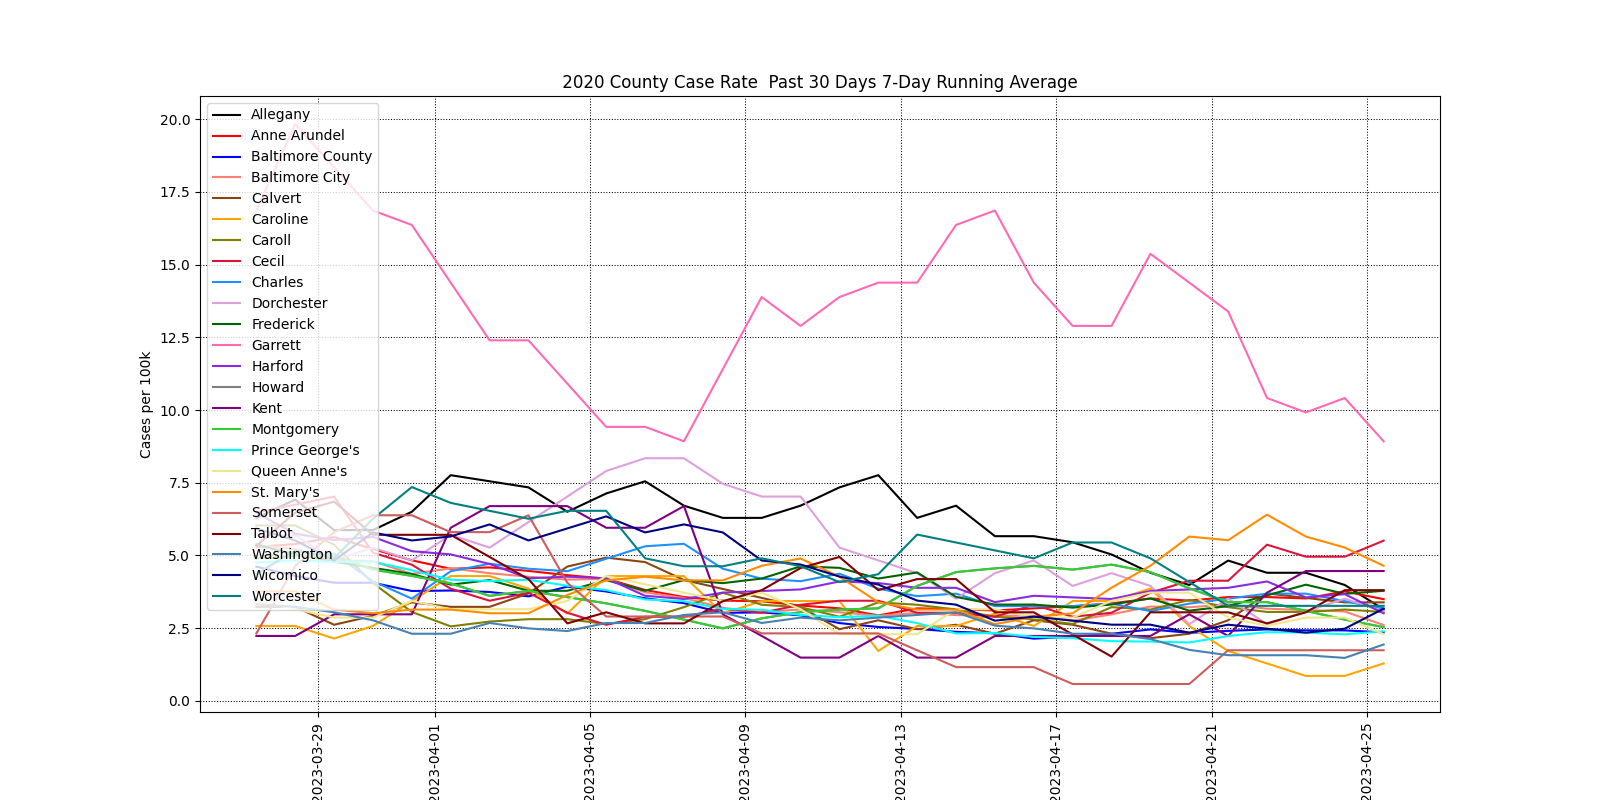 2020 County Case Rate  Past 30 Days 7-Day Running Average
Cases per 100k
20.0
17.5
15.0
12.5
10.0
7.5
5.0
2.5
0.0
Allegany
Anne Arundel
Baltimore County
Baltimore City
Calvert
Caroline
Caroll
Cecil
Charles
Dorchester
Frederick
Garrett
Harford
Howard
Kent
Montgomery
Prince George's
Queen Anne's
St. Mary's
Somerset
Talbot
Washington
Wicomico
Worcester
2023-03-29
2023-04-01
2023-04-05
2023-04-09
2023-04-13
2023-04-17
2023-04-21
2023-04-25